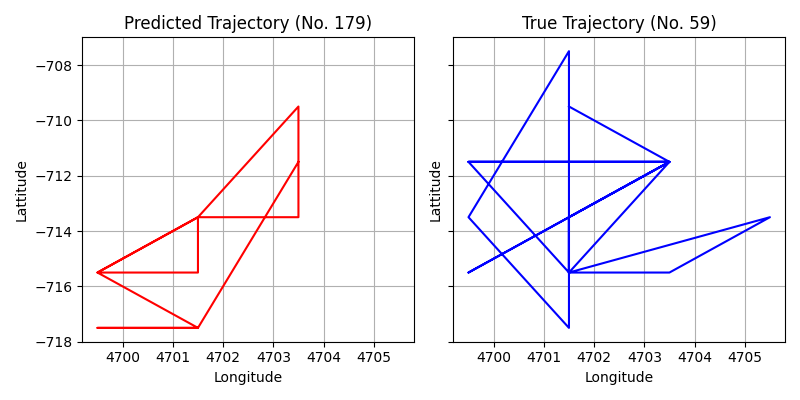 Predicted Trajectory (No. 179)
True Trajectory (No. 59)
Lattitude
−708
−710
−712
−714
−716
−718
4700 4701 4702 4703 4704 4705
Longitude
Lattitude
4700 4701 4702 4703 4704 4705
Longitude